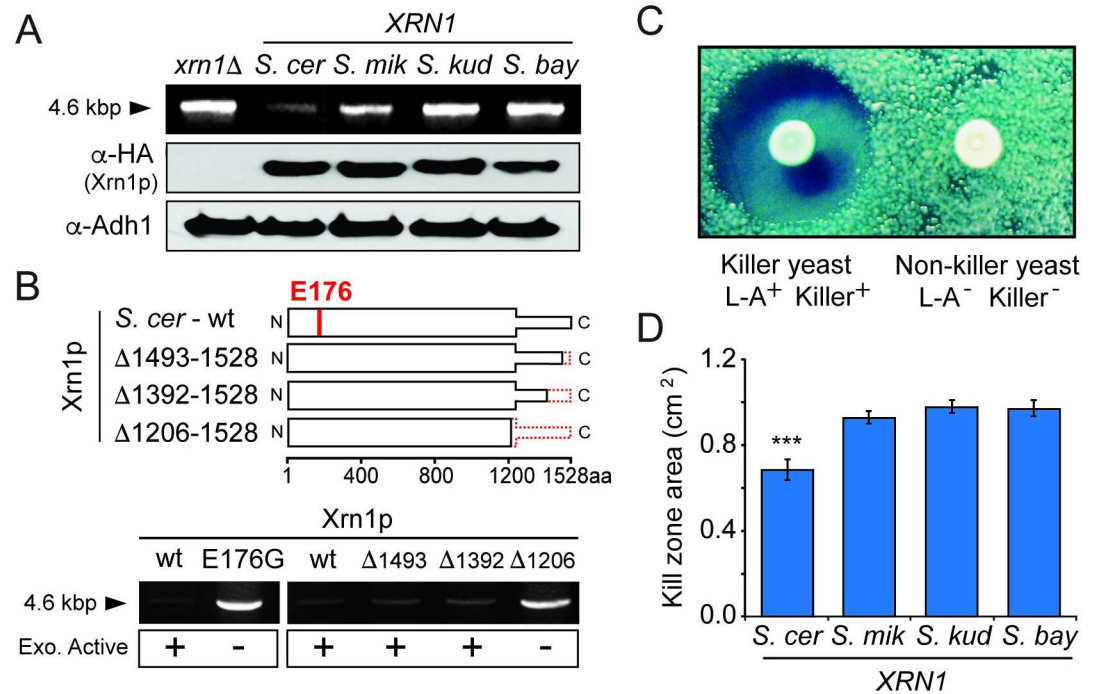 A
XRN1
xrn1Δ S. cer S. mik S. kud S. bay
4.6 kbp ►
α-HA
(Xrn1p)
α-Adh1
B
E176
Xrn1p
S. cer - wt N C
Δ1493-1528 N C
Δ1392-1528 N C
Δ1206-1528 N C
1 400 800 1200 1528aa
Xrn1p
wt E176G wt Δ1493 Δ1392 Δ1206
4.6 kbp ►
Exo. Active + - + + + -
C
Killer yeast
L-A+ Killer+
Non-killer yeast
L-A- Killer-
D
Kill zone area (cm 2)
1.2
0.8
0.4
0.0
***
S. cer S. mik S. kud S. bay
XRN1